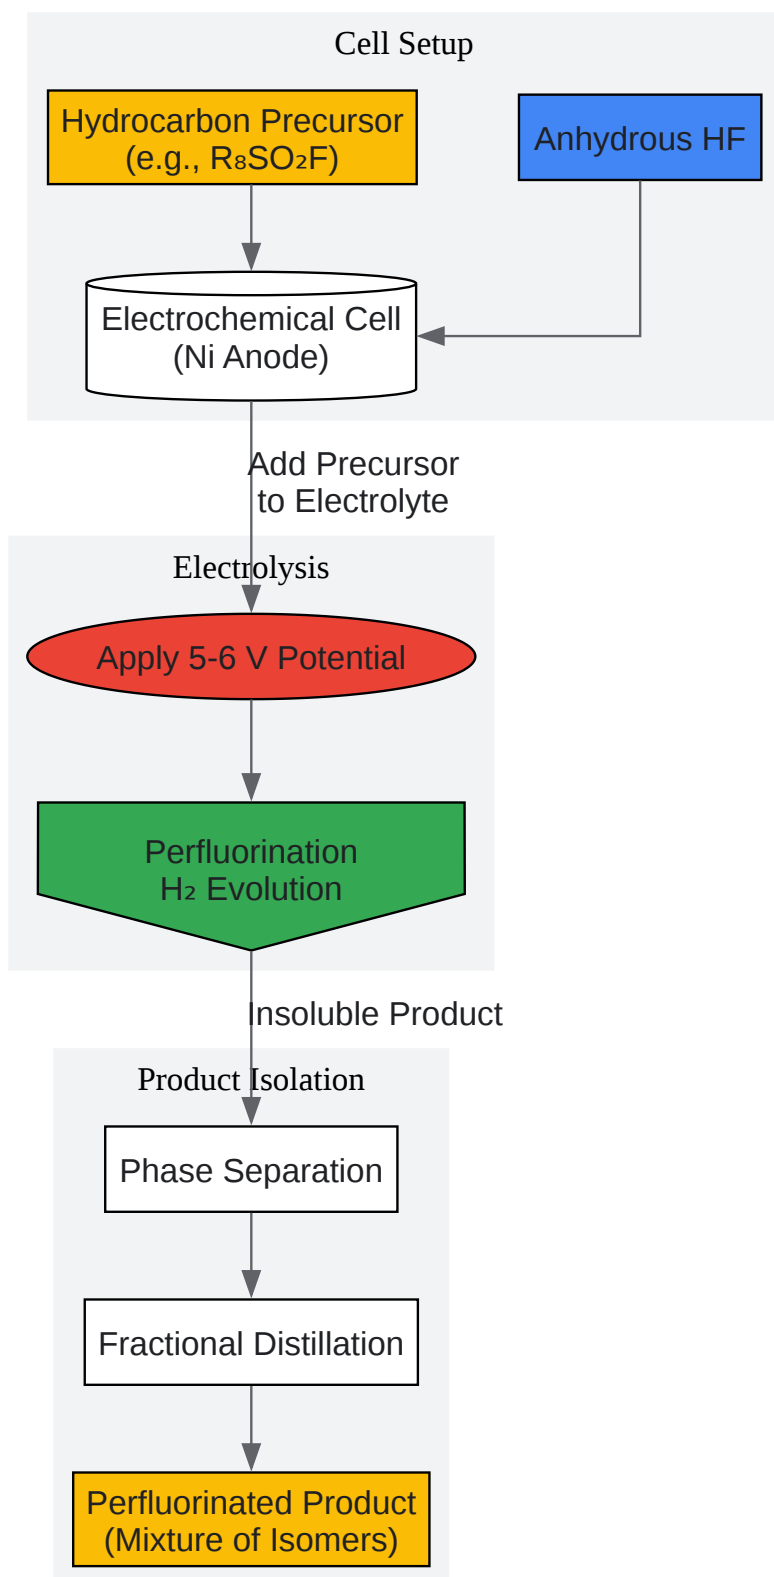 Cell Setup
Hydrocarbon Precursor
(e.g., R₈SO₂F)
Anhydrous HF
Electrochemical Cell
(Ni Anode)
Add Precursor
to Electrolyte
Electrolysis
Apply 5-6 V Potential
Perfluorination
H₂ Evolution
Insoluble Product
Product Isolation
Phase Separation
Fractional Distillation
Perfluorinated Product
(Mixture of Isomers)